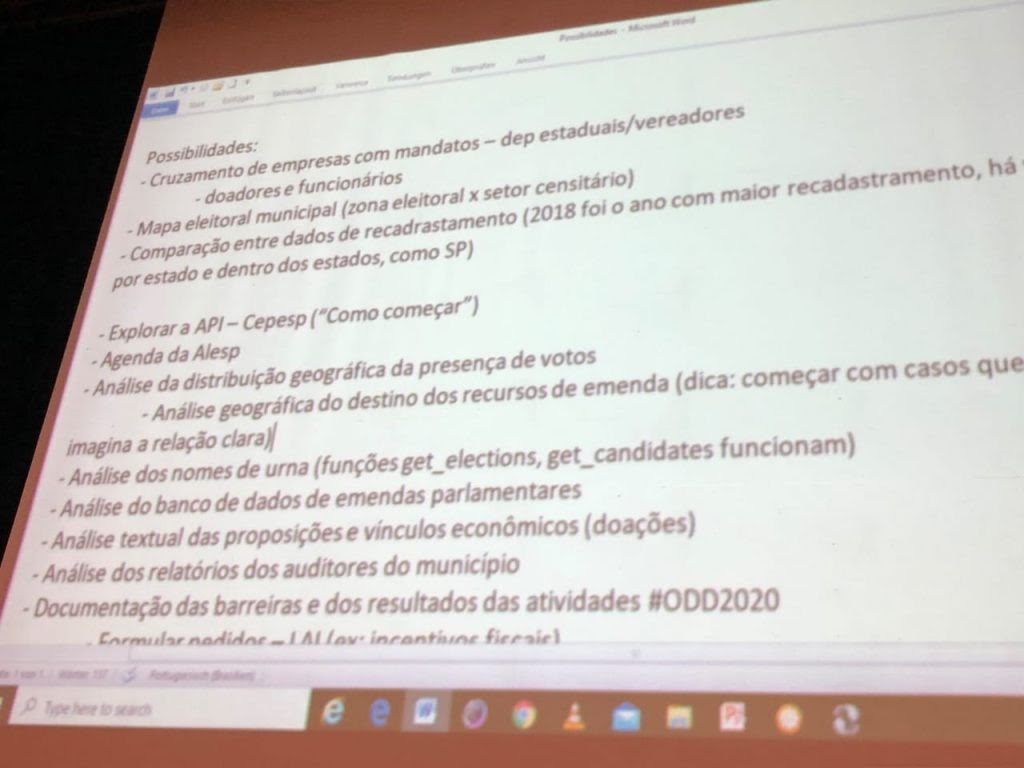 Possibilidades - Microsoft Word
Start Einfügen Seitenlayout Verweise Sendungen Überprüfen Ansicht
Possibilidades:
- Cruzamento de empresas com mandatos – dep estaduais/vereadores
- doadores e funcionários
- Mapa eleitoral municipal (zona eleitoral x setor censitário)
- Comparação entre dados de recadrastamento (2018 foi o ano com maior recadastramento, há
por estado e dentro dos estados, como SP)
- Explorar a API – Cepesp ("Como começar")
- Agenda da Alesp
- Análise da distribuição geográfica da presença de votos
- Análise geográfica do destino dos recursos de emenda (dica: começar com casos que
imagina a relação clara)
- Análise dos nomes de urna (funções get_elections, get_candidates funcionam)
- Análise do banco de dados de emendas parlamentares
- Análise textual das proposições e vínculos econômicos (doações)
- Análise dos relatórios dos auditores do município
- Documentação das barreiras e dos resultados das atividades #ODD2020
- Formular pedidos – LAI (ex: incentivos fiscais)
1 von 1 Wörter: 137 Portugiesisch (Brasilien)
Type here to search